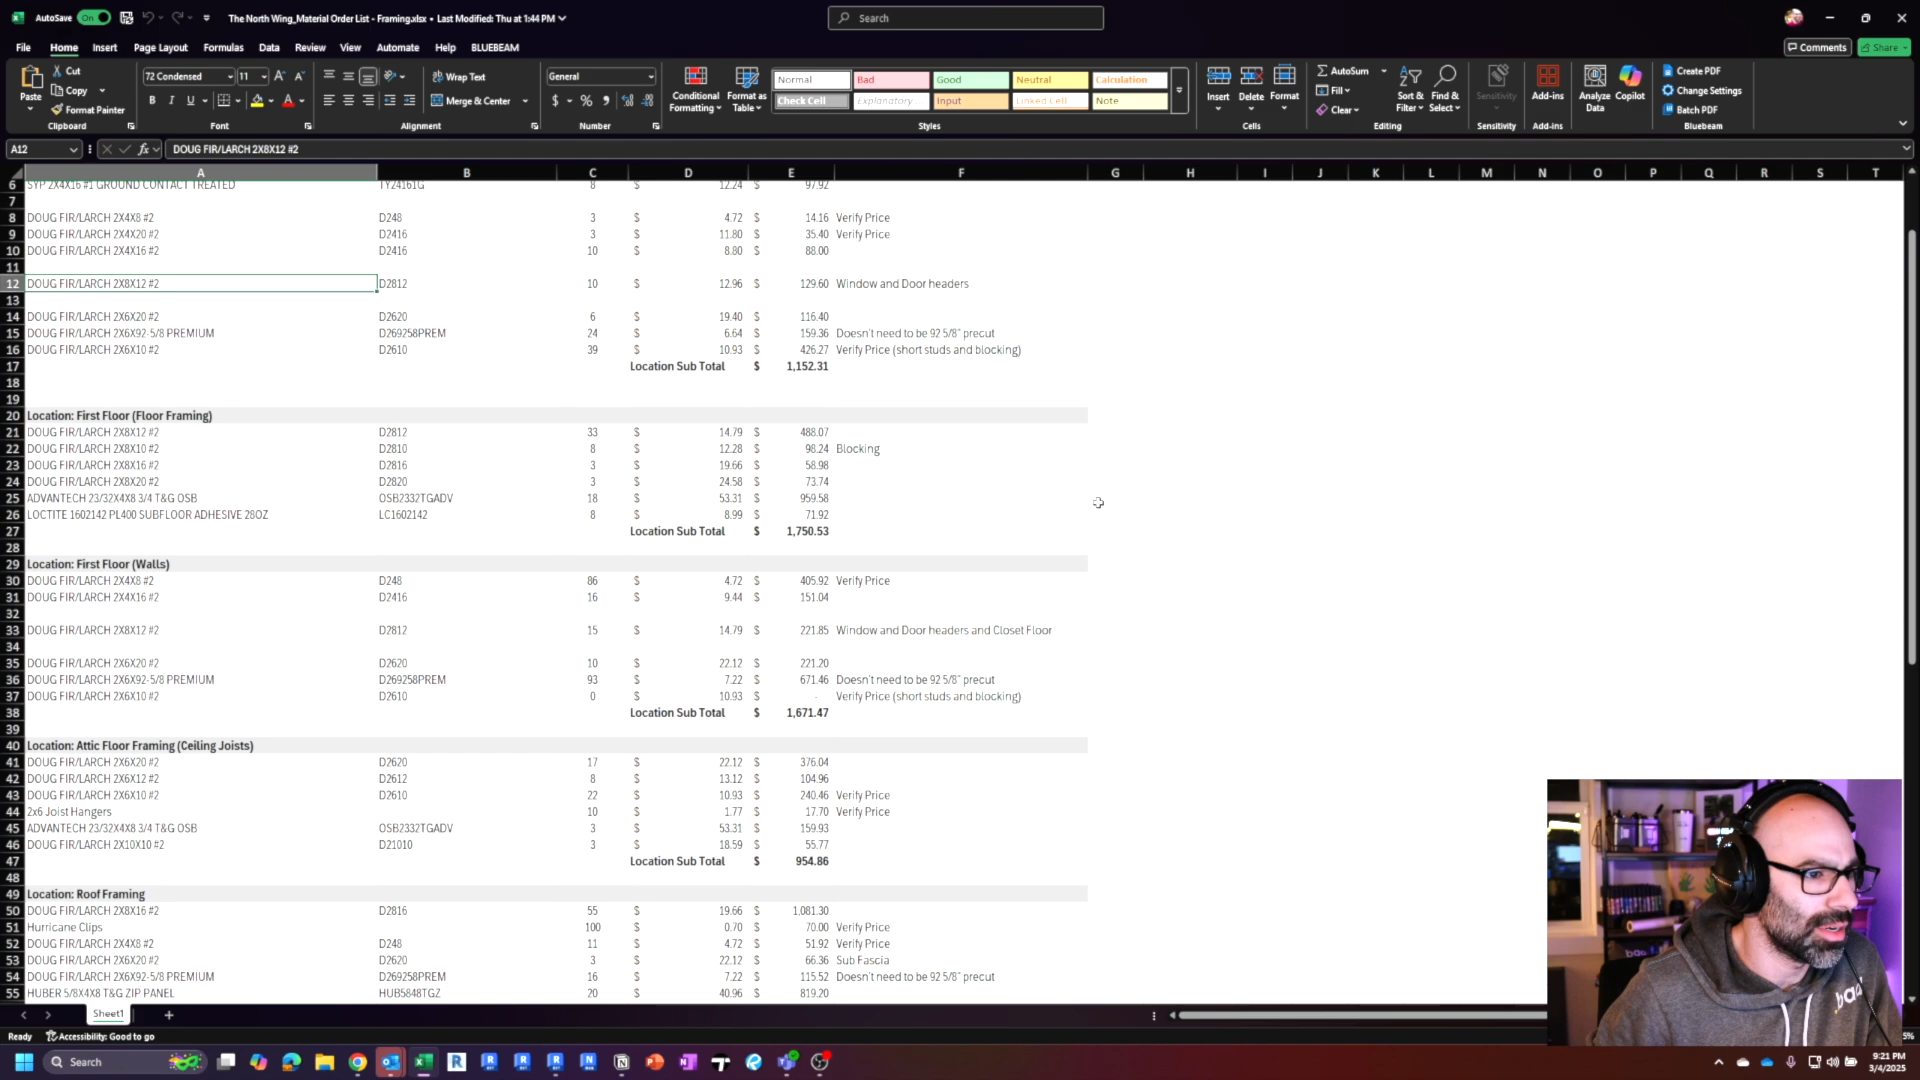 AutoSave On The North Wing_Material Order List - Framing.xlsx • Last Modified: Thu at 1:44 PM Search
File Home Insert Page Layout Formulas Data Review View Automate Help BLUEBEAM Comments Share
Paste Cut Copy Format Painter Clipboard
72 Condensed 11 B I U Font
Wrap Text Merge & Center Alignment
General $ % Number
Conditional Formatting Format as Table
Normal Bad Good Neutral Calculation
Check Cell Explanatory Input Linked Cell Note
Styles
Insert Delete Format Cells
AutoSum Fill Clear Sort & Filter Find & Select Editing
Sensitivity Sensitivity
Add-ins Add-ins
Analyze Data Copilot
Create PDF Change Settings Batch PDF Bluebeam
A12 fx DOUG FIR/LARCH 2X8X12 #2
A B C D E F G H I J K L M N O P Q R S T
6 SYP 2X4X16 #1 GROUND CONTACT TREATED TY24161G 8 $ 12.24 $ 97.92
7
8 DOUG FIR/LARCH 2X4X8 #2 D248 3 $ 4.72 $ 14.16 Verify Price
9 DOUG FIR/LARCH 2X4X20 #2 D2416 3 $ 11.80 $ 35.40 Verify Price
10 DOUG FIR/LARCH 2X4X16 #2 D2416 10 $ 8.80 $ 88.00
11
12 DOUG FIR/LARCH 2X8X12 #2 D2812 10 $ 12.96 $ 129.60 Window and Door headers
13
14 DOUG FIR/LARCH 2X6X20 #2 D2620 6 $ 19.40 $ 116.40
15 DOUG FIR/LARCH 2X6X92-5/8 PREMIUM D269258PREM 24 $ 6.64 $ 159.36 Doesn't need to be 92 5/8" precut
16 DOUG FIR/LARCH 2X6X10 #2 D2610 39 $ 10.93 $ 426.27 Verify Price (short studs and blocking)
17 Location Sub Total $ 1,152.31
18
19
20 Location: First Floor (Floor Framing)
21 DOUG FIR/LARCH 2X8X12 #2 D2812 33 $ 14.79 $ 488.07
22 DOUG FIR/LARCH 2X8X10 #2 D2810 8 $ 12.28 $ 98.24 Blocking
23 DOUG FIR/LARCH 2X8X16 #2 D2816 3 $ 19.66 $ 58.98
24 DOUG FIR/LARCH 2X8X20 #2 D2820 3 $ 24.58 $ 73.74
25 ADVANTECH 23/32X4X8 3/4 T&G OSB OSB2332TGADV 18 $ 53.31 $ 959.58
26 LOCTITE 1602142 PL400 SUBFLOOR ADHESIVE 28OZ LC1602142 8 $ 8.99 $ 71.92
27 Location Sub Total $ 1,750.53
28
29 Location: First Floor (Walls)
30 DOUG FIR/LARCH 2X4X8 #2 D248 86 $ 4.72 $ 405.92 Verify Price
31 DOUG FIR/LARCH 2X4X16 #2 D2416 16 $ 9.44 $ 151.04
32
33 DOUG FIR/LARCH 2X8X12 #2 D2812 15 $ 14.79 $ 221.85 Window and Door headers and Closet Floor
34
35 DOUG FIR/LARCH 2X6X20 #2 D2620 10 $ 22.12 $ 221.20
36 DOUG FIR/LARCH 2X6X92-5/8 PREMIUM D269258PREM 93 $ 7.22 $ 671.46 Doesn't need to be 92 5/8" precut
37 DOUG FIR/LARCH 2X6X10 #2 D2610 0 $ 10.93 $ - Verify Price (short studs and blocking)
38 Location Sub Total $ 1,671.47
39
40 Location: Attic Floor Framing (Ceiling Joists)
41 DOUG FIR/LARCH 2X6X20 #2 D2620 17 $ 22.12 $ 376.04
42 DOUG FIR/LARCH 2X6X12 #2 D2612 8 $ 13.12 $ 104.96
43 DOUG FIR/LARCH 2X6X10 #2 D2610 22 $ 10.93 $ 240.46 Verify Price
44 2x6 Joist Hangers 10 $ 1.77 $ 17.70 Verify Price
45 ADVANTECH 23/32X4X8 3/4 T&G OSB OSB2332TGADV 3 $ 53.31 $ 159.93
46 DOUG FIR/LARCH 2X10X10 #2 D21010 3 $ 18.59 $ 55.77
47 Location Sub Total $ 954.86
48
49 Location: Roof Framing
50 DOUG FIR/LARCH 2X8X16 #2 D2816 55 $ 19.66 $ 1,081.30
51 Hurricane Clips 100 $ 0.70 $ 70.00 Verify Price
52 DOUG FIR/LARCH 2X4X8 #2 D248 11 $ 4.72 $ 51.92 Verify Price
53 DOUG FIR/LARCH 2X6X20 #2 D2620 3 $ 22.12 $ 66.36 Sub Fascia
54 DOUG FIR/LARCH 2X6X92-5/8 PREMIUM D269258PREM 16 $ 7.22 $ 115.52 Doesn't need to be 92 5/8" precut
55 HUBER 5/8X4X8 T&G ZIP PANEL HUB5848TGZ 20 $ 40.96 $ 819.20
Sheet1
Ready Accessibility: Good to go
Search
9:21 PM
3/4/2025